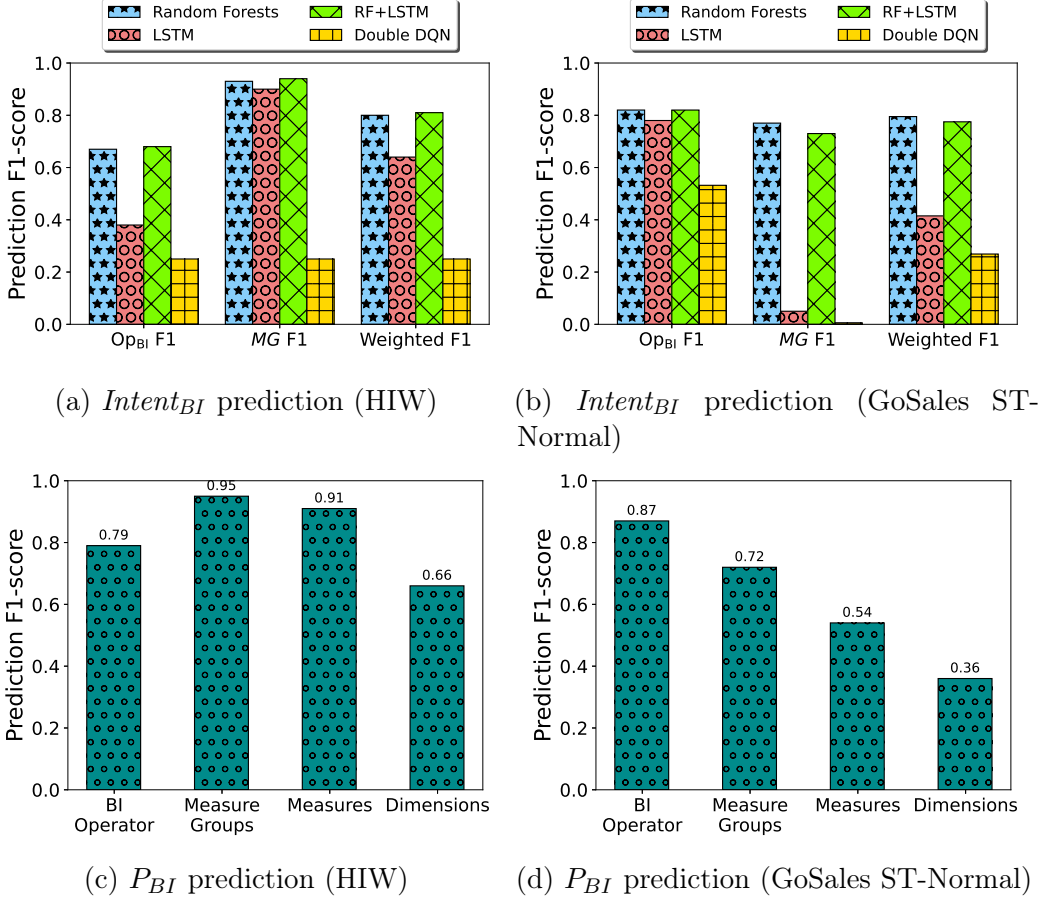 Random Forests
LSTM
RF+LSTM
Double DQN
Prediction F1-score
1.0
0.8
0.6
0.4
0.2
0.0
Op_BI F1
MG F1
Weighted F1
(a) Intent_BI prediction (HIW)
Random Forests
LSTM
RF+LSTM
Double DQN
Prediction F1-score
1.0
0.8
0.6
0.4
0.2
0.0
Op_BI F1
MG F1
Weighted F1
(b) Intent_BI prediction (GoSales ST-
Normal)
Prediction F1-score
1.0
0.8
0.6
0.4
0.2
0.0
0.79
0.95
0.91
0.66
BI
Operator
Measure
Groups
Measures
Dimensions
(c) P_BI prediction (HIW)
Prediction F1-score
1.0
0.8
0.6
0.4
0.2
0.0
0.87
0.72
0.54
0.36
BI
Operator
Measure
Groups
Measures
Dimensions
(d) P_BI prediction (GoSales ST-Normal)